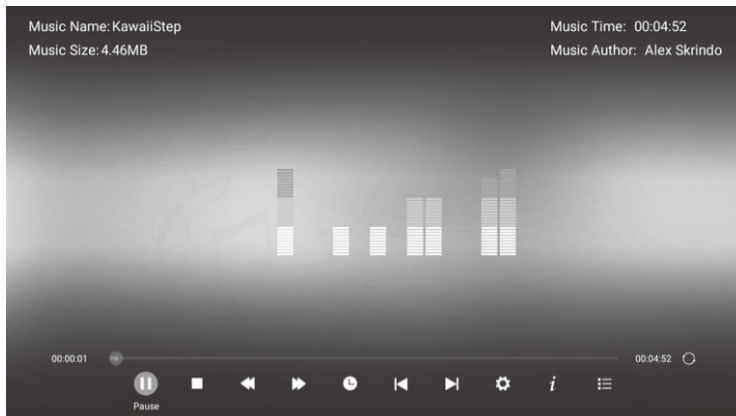 Music Name: KawaiiStep
Music Size: 4.46MB
Music Time: 00:04:52
Music Author: Alex Skrindo
00:00:01
00:04:52
i
Pause